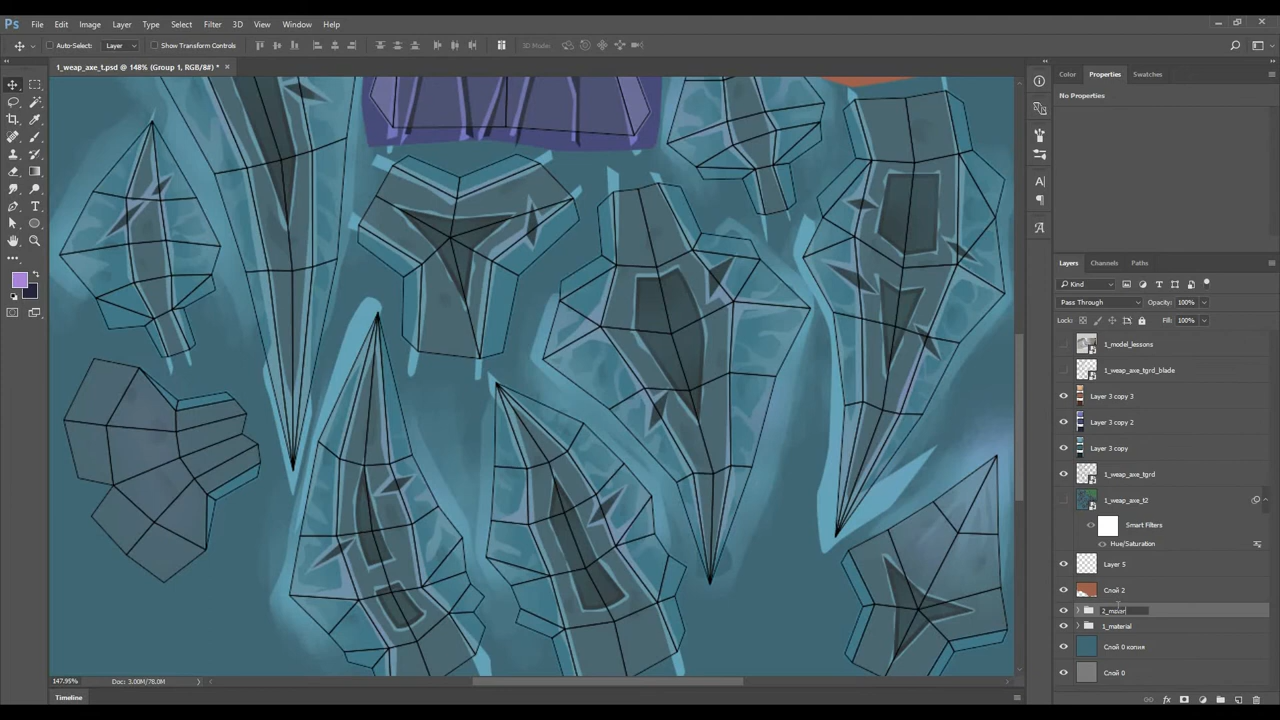 Ps File Edit Image Layer Type Select Filter 3D View Window Help
Auto-Select: Layer Show Transform Controls 3D Mode:
1_weap_axe_t.psd @ 148% (Group 1, RGB/8#) * ×
Color Properties Swatches
No Properties
Layers Channels Paths
Kind
Pass Through Opacity: 100%
Lock: Fill: 100%
1_model_lessons
1_weap_axe_tgrd_blade
Layer 3 copy 3
Layer 3 copy 2
Layer 3 copy
1_weap_axe_tgrd
1_weap_axe_t2
Smart Filters
Hue/Saturation
Layer 5
Слой 2
1_material
Слой 0 копия
Слой 0
147.95% Doc: 3.00M/78.0M
Timeline